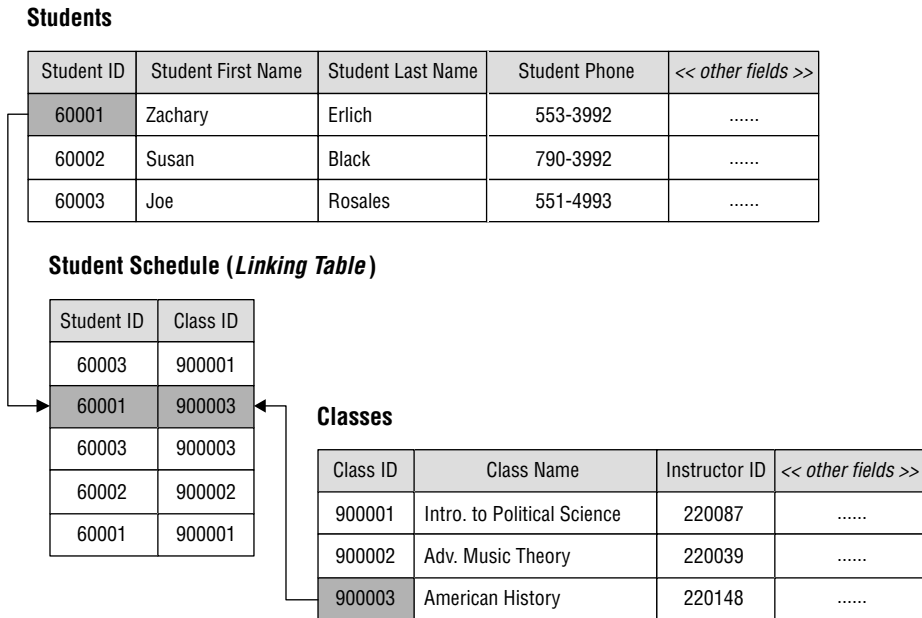 Students
Student ID Student First Name Student Last Name Student Phone << other fields >>
60001 Zachary Erlich 553-3992 ......
60002 Susan Black 790-3992 ......
60003 Joe Rosales 551-4993 ......
Student Schedule (Linking Table)
Student ID Class ID
60003 900001
60001 900003
60003 900003
60002 900002
60001 900001
Classes
Class ID Class Name Instructor ID << other fields >>
900001 Intro. to Political Science 220087 ......
900002 Adv. Music Theory 220039 ......
900003 American History 220148 ......